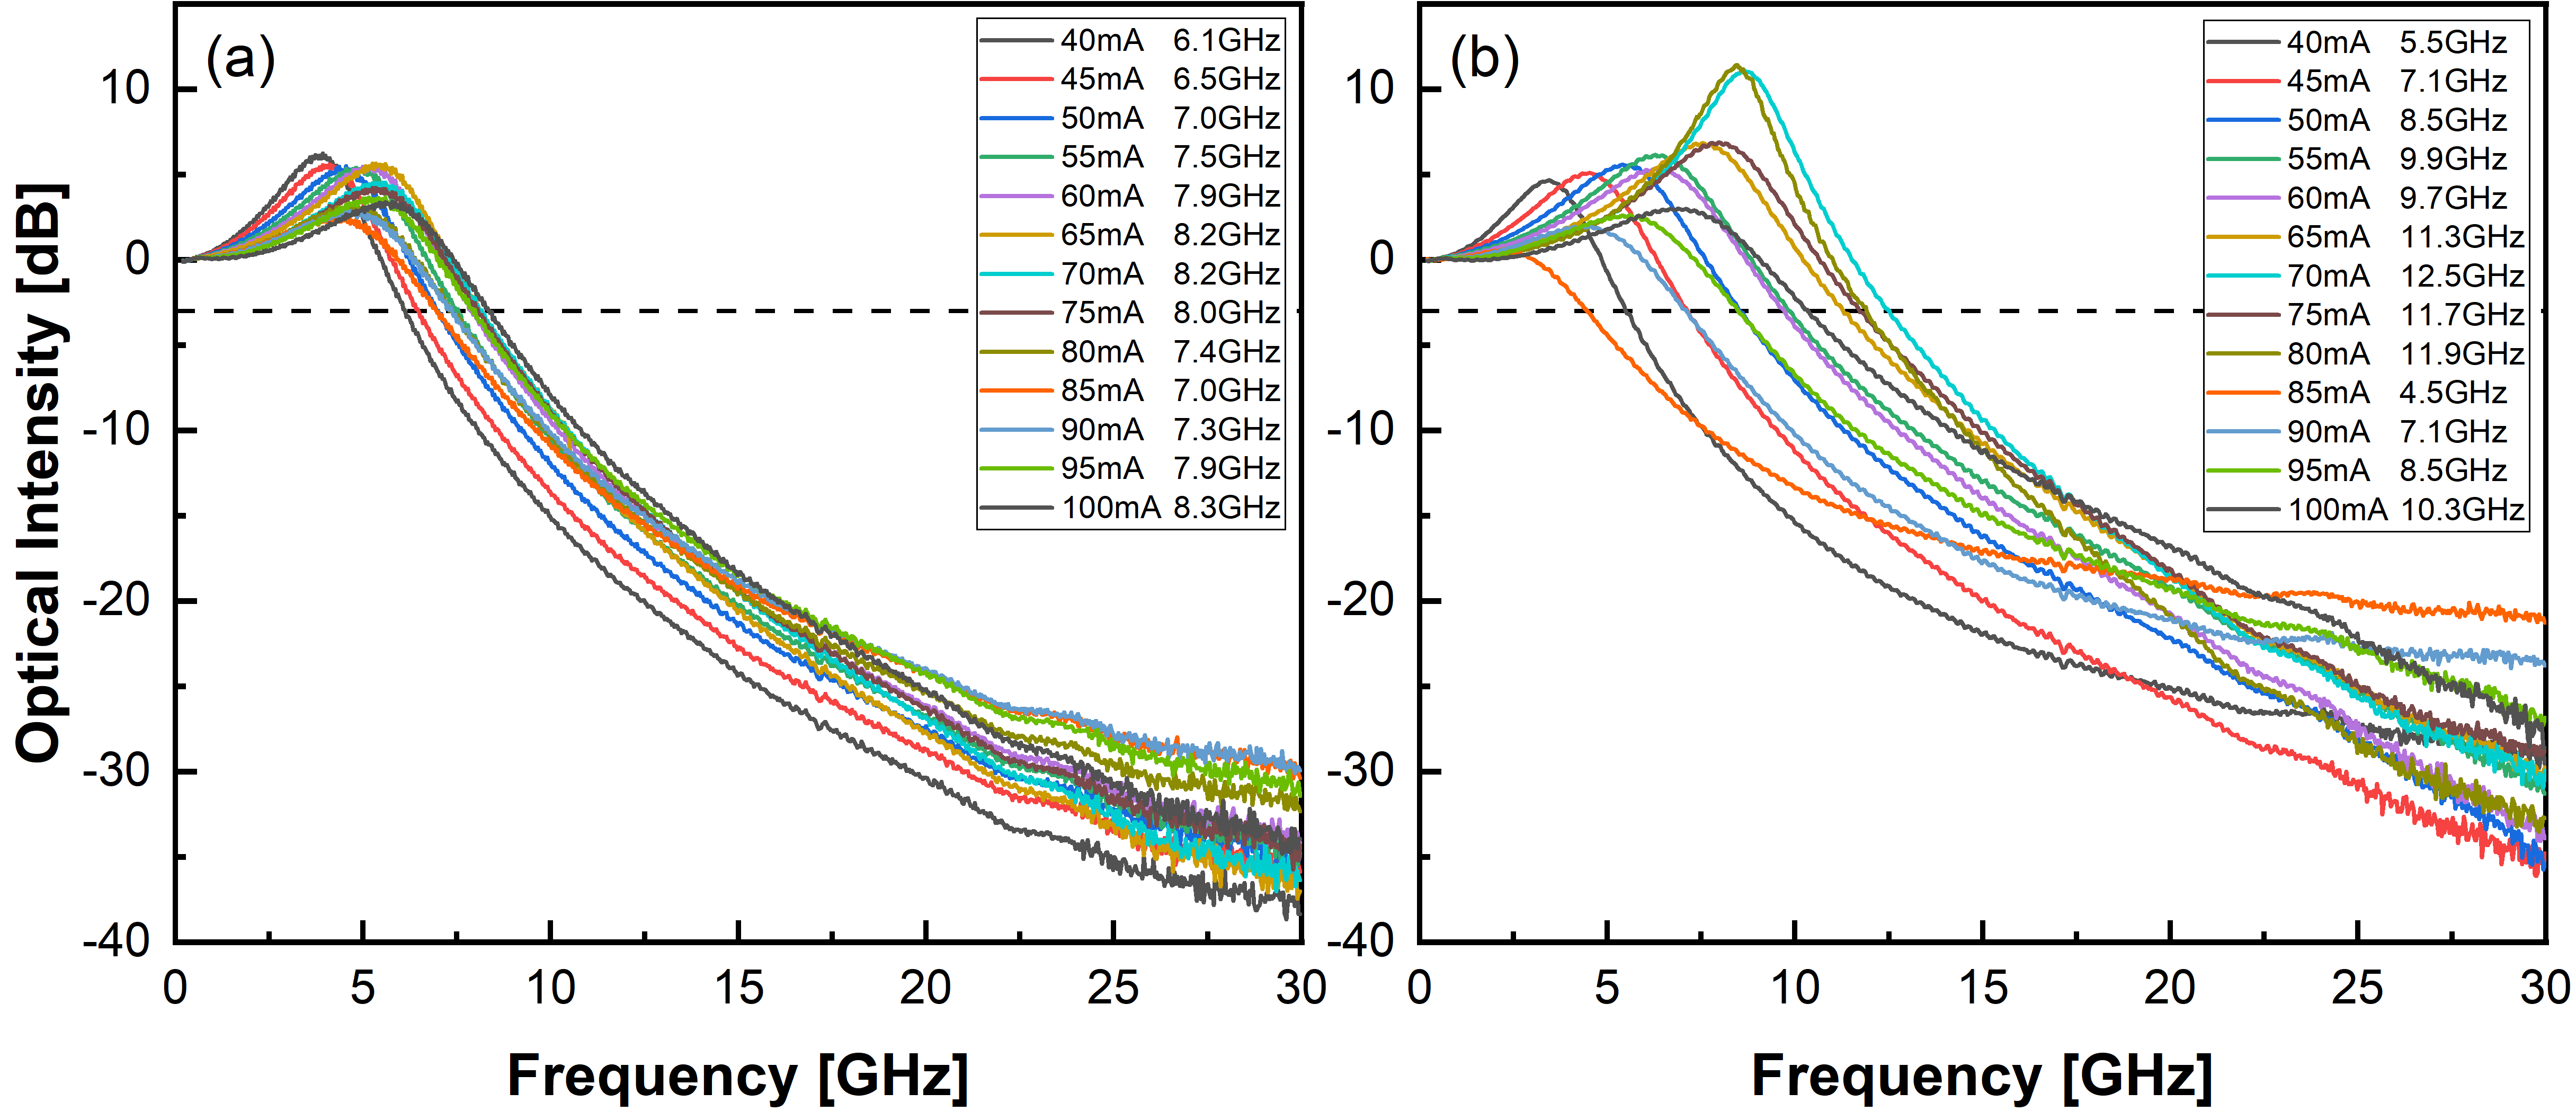 Optical Intensity [dB]
(a)
10
0
-10
-20
-30
-40
0 5 10 15 20 25 30
Frequency [GHz]
40mA 6.1GHz
45mA 6.5GHz
50mA 7.0GHz
55mA 7.5GHz
60mA 7.9GHz
65mA 8.2GHz
70mA 8.2GHz
75mA 8.0GHz
80mA 7.4GHz
85mA 7.0GHz
90mA 7.3GHz
95mA 7.9GHz
100mA 8.3GHz
(b)
10
0
-10
-20
-30
-40
0 5 10 15 20 25 30
Frequency [GHz]
40mA 5.5GHz
45mA 7.1GHz
50mA 8.5GHz
55mA 9.9GHz
60mA 9.7GHz
65mA 11.3GHz
70mA 12.5GHz
75mA 11.7GHz
80mA 11.9GHz
85mA 4.5GHz
90mA 7.1GHz
95mA 8.5GHz
100mA 10.3GHz